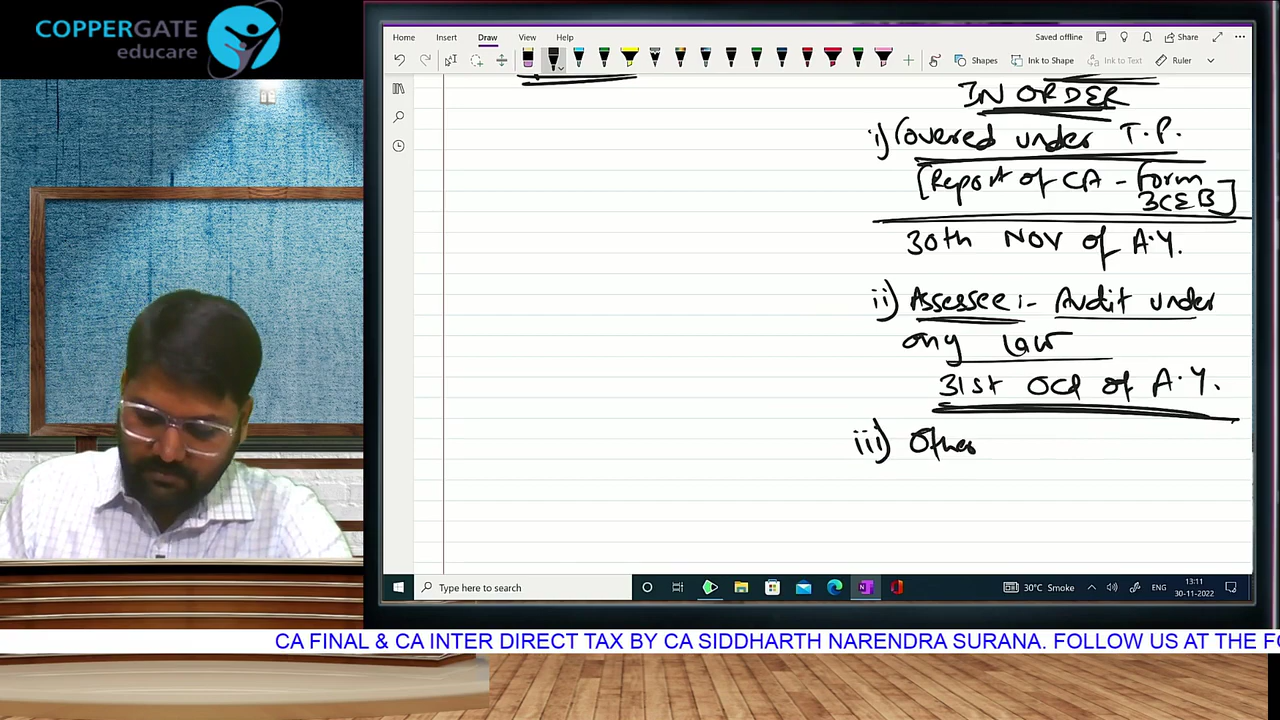 COPPERGATE
educare
Home Insert Draw View Help
Saved offline
Share
Shapes
Ink to Shape
Ink to Text
Ruler
IN ORDER
i) Covered under T.P.
[Report of CA - Form
3CEB]
30th NOV of A.Y.
ii) Assessee :- Audit under
any law
31st Oct of A.Y.
iii) Other
Type here to search
30°C Smoke
ENG
13:11
30-11-2022
CA FINAL & CA INTER DIRECT TAX BY CA SIDDHARTH NARENDRA SURANA. FOLLOW US AT THE FO